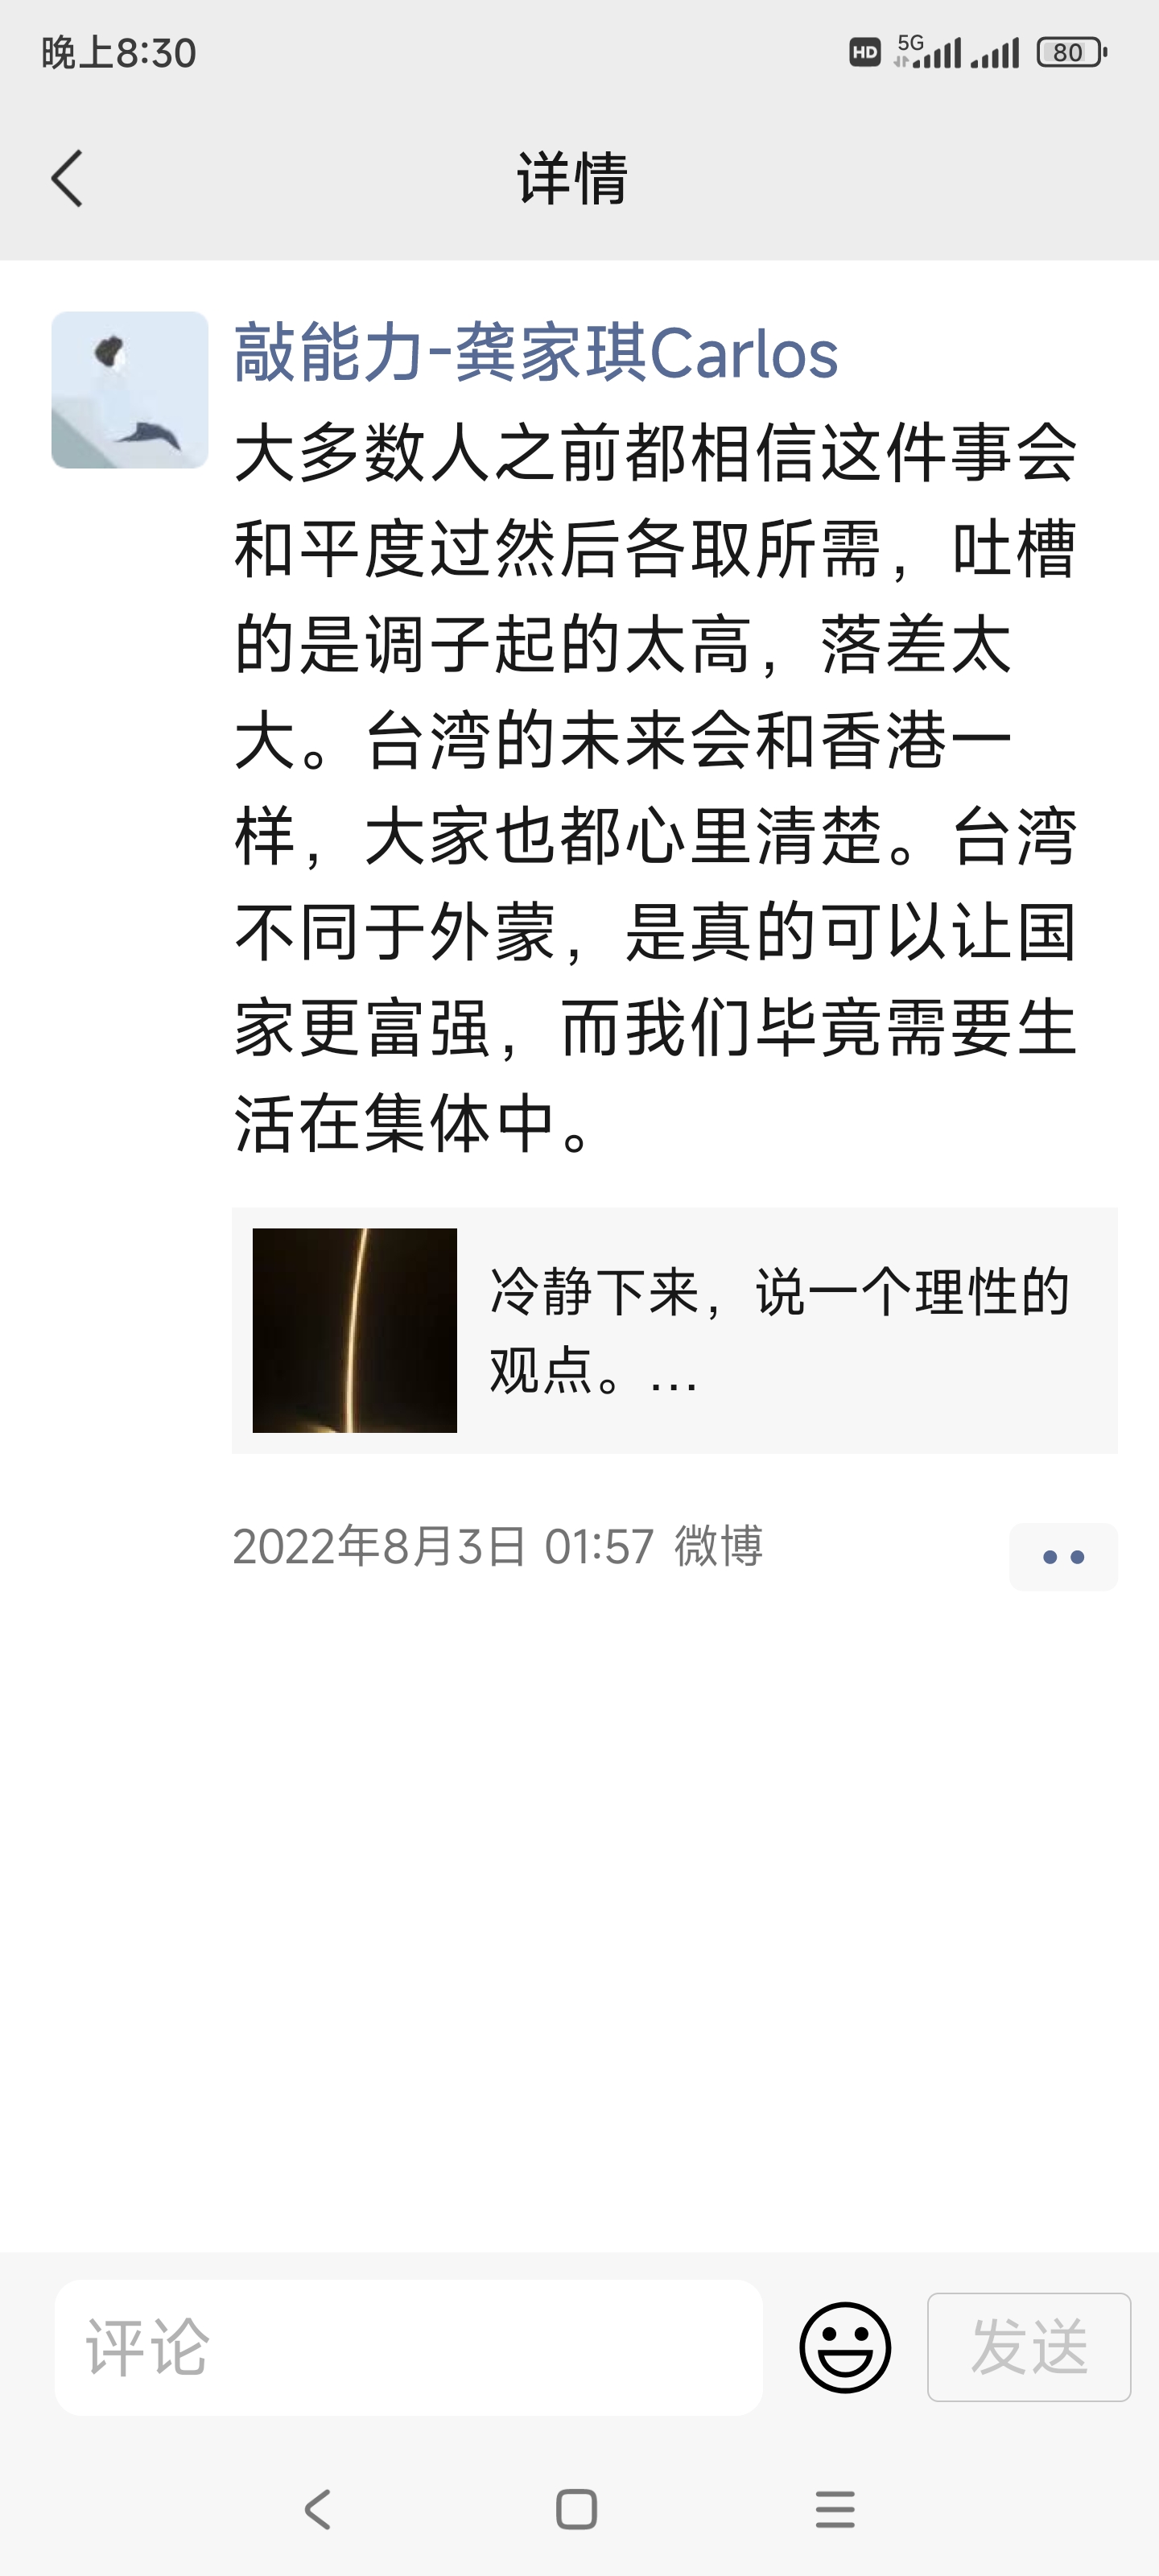 晚上8:30
HD 5G 80
详情
敲能力-龚家琪Carlos
大多数人之前都相信这件事会
和平度过然后各取所需，吐槽
的是调子起的太高，落差太
大。台湾的未来会和香港一
样，大家也都心里清楚。台湾
不同于外蒙，是真的可以让国
家更富强，而我们毕竟需要生
活在集体中。
冷静下来，说一个理性的
观点。...
2022年8月3日 01:57 微博
评论
发送